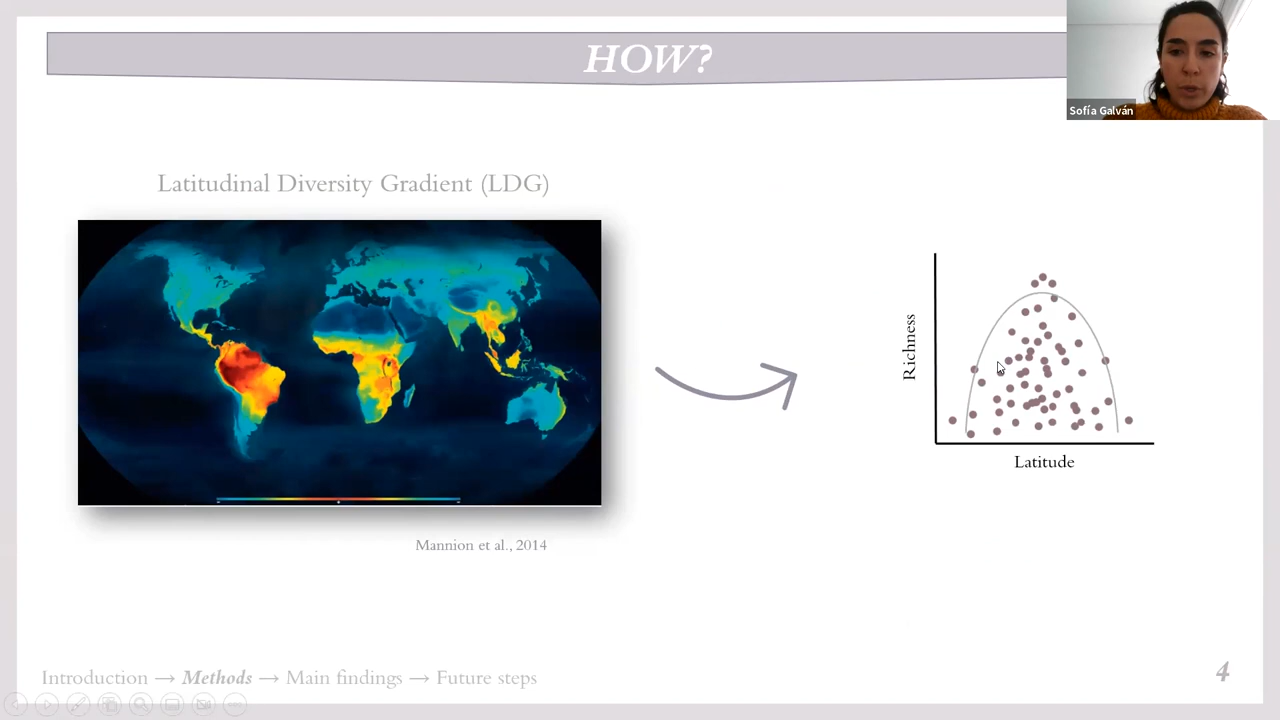 HOW?
Sofía Galván
Latitudinal Diversity Gradient (LDG)
Richness
Latitude
Mannion et al., 2014
Introduction → Methods → Main findings → Future steps
4